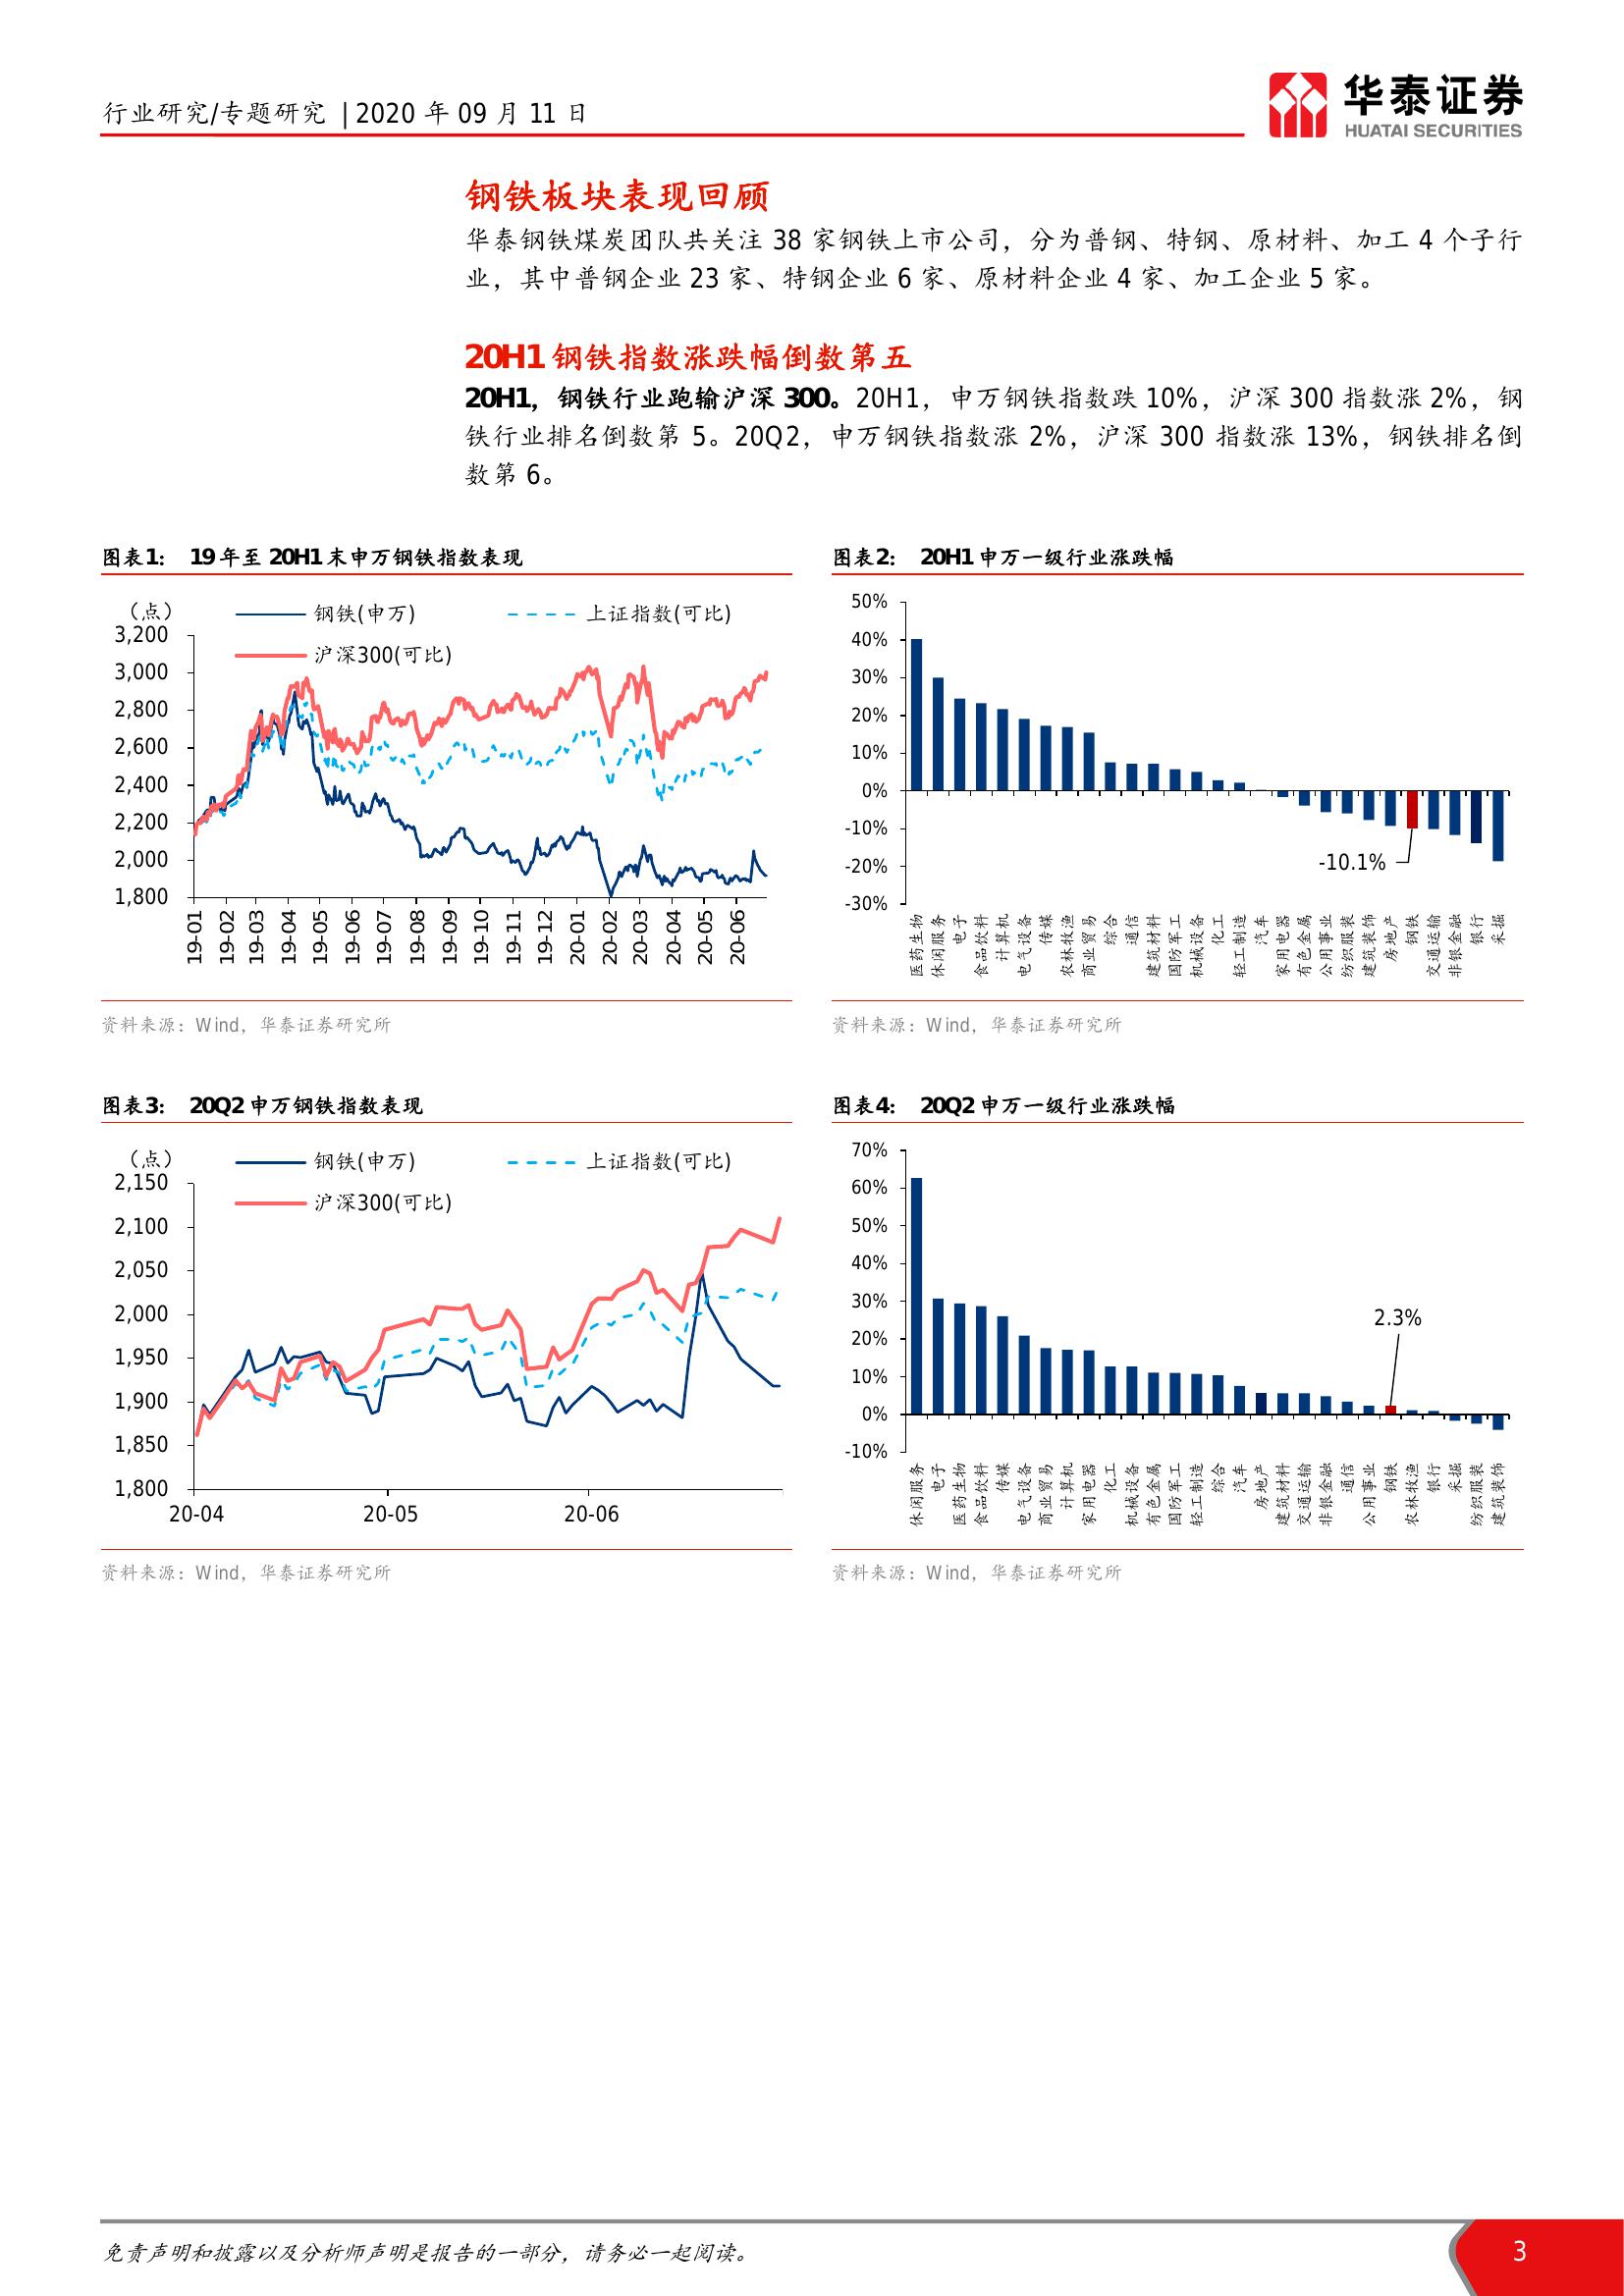 行业研究/专题研究 | 2020 年 09 月 11 日
华泰证券
HUATAI SECURITIES
钢铁板块表现回顾
华泰钢铁煤炭团队共关注 38 家钢铁上市公司，分为普钢、特钢、原材料、加工 4 个子行
业，其中普钢企业 23 家、特钢企业 6 家、原材料企业 4 家、加工企业 5 家。
20H1 钢铁指数涨跌幅倒数第五
20H1，钢铁行业跑输沪深 300。20H1，申万钢铁指数跌 10%，沪深 300 指数涨 2%，钢
铁行业排名倒数第 5。20Q2，申万钢铁指数涨 2%，沪深 300 指数涨 13%，钢铁排名倒
数第 6。
图表1： 19 年至 20H1 末申万钢铁指数表现
（点）
钢铁(申万)
上证指数(可比)
沪深300(可比)
3,200
3,000
2,800
2,600
2,400
2,200
2,000
1,800
19-01
19-02
19-03
19-04
19-05
19-06
19-07
19-08
19-09
19-10
19-11
19-12
20-01
20-02
20-03
20-04
20-05
20-06
资料来源：Wind，华泰证券研究所
图表2： 20H1 申万一级行业涨跌幅
50%
40%
30%
20%
10%
0%
-10%
-20%
-30%
-10.1%
医药生物
休闲服务
电子
食品饮料
计算机
电气设备
传媒
农林牧渔
商业贸易
综合
通信
建筑材料
国防军工
机械设备
化工
轻工制造
汽车
家用电器
有色金属
公用事业
纺织服装
建筑装饰
房地产
钢铁
交通运输
非银金融
银行
采掘
资料来源：Wind，华泰证券研究所
图表3： 20Q2 申万钢铁指数表现
（点）
钢铁(申万)
上证指数(可比)
沪深300(可比)
2,150
2,100
2,050
2,000
1,950
1,900
1,850
1,800
20-04
20-05
20-06
资料来源：Wind，华泰证券研究所
图表4： 20Q2 申万一级行业涨跌幅
70%
60%
50%
40%
30%
20%
10%
0%
-10%
2.3%
休闲服务
电子
医药生物
食品饮料
传媒
电气设备
商业贸易
计算机
家用电器
化工
机械设备
有色金属
国防军工
轻工制造
综合
汽车
房地产
建筑材料
交通运输
非银金融
通信
公用事业
钢铁
农林牧渔
银行
采掘
纺织服装
建筑装饰
资料来源：Wind，华泰证券研究所
免责声明和披露以及分析师声明是报告的一部分，请务必一起阅读。
3